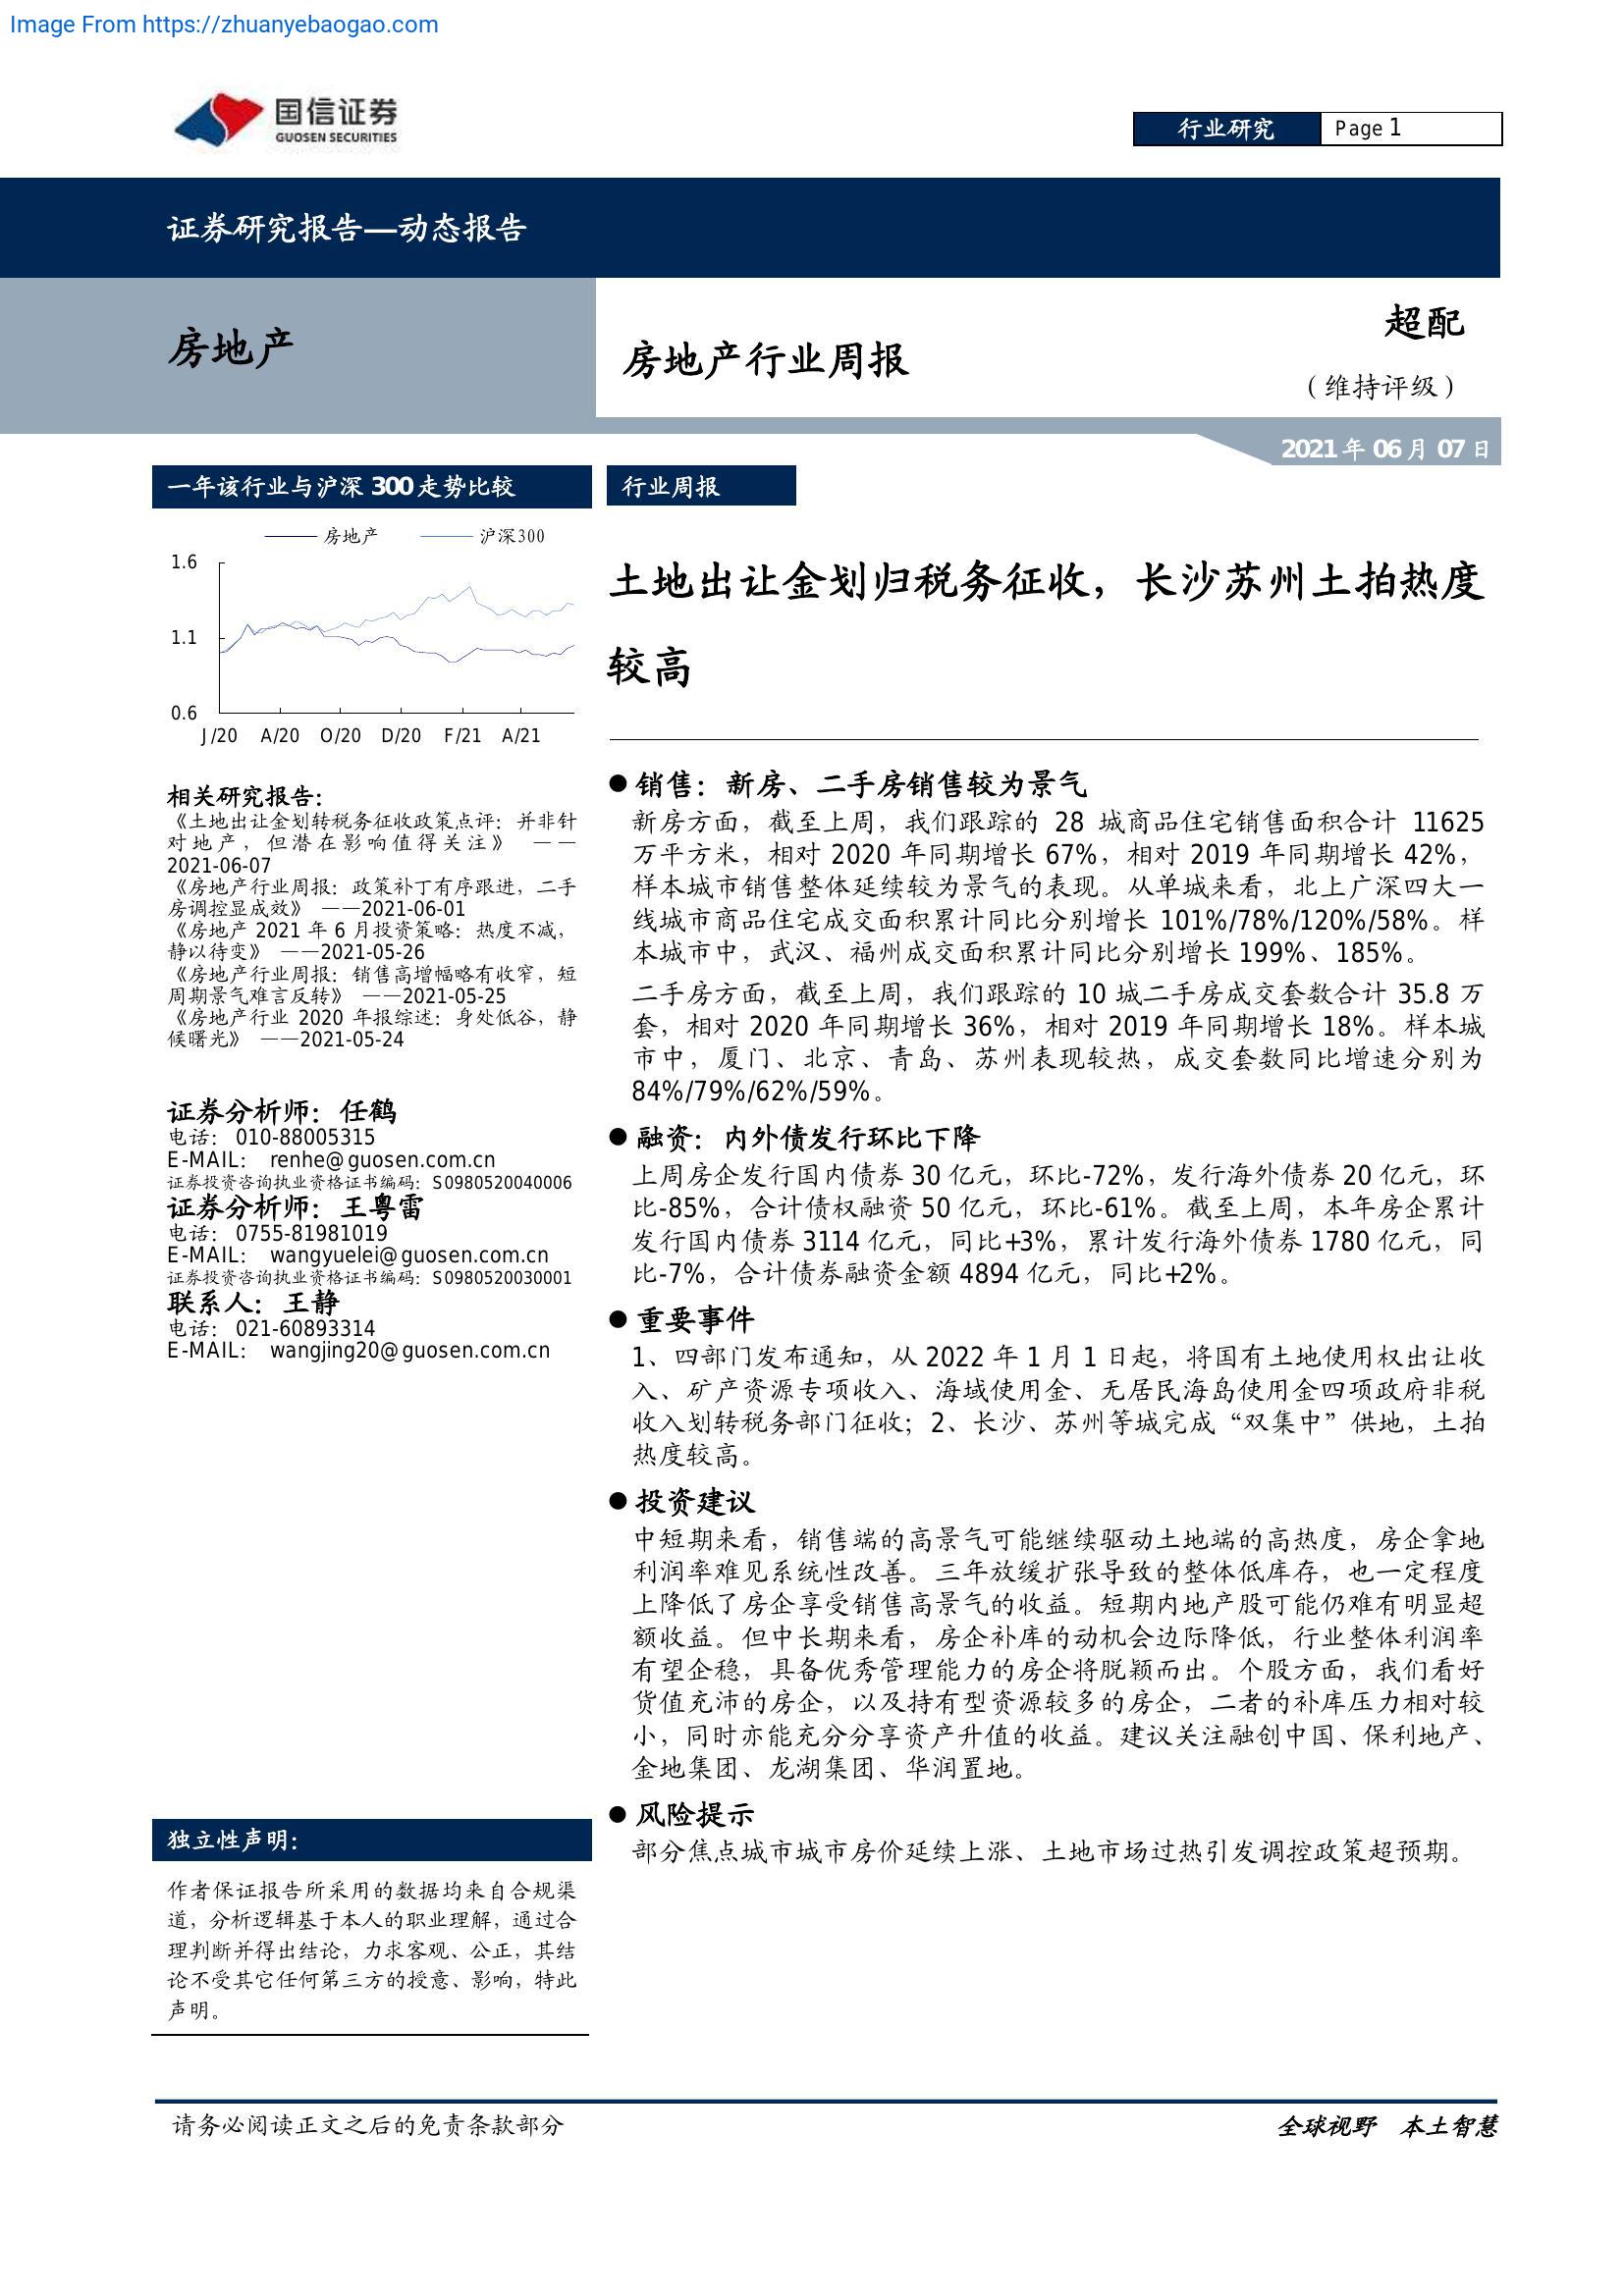 Image From https://zhuanyebaogao.com
国信证券
GUOSEN SECURITIES
行业研究
Page 1
证券研究报告—动态报告
房地产
房地产行业周报
超配
（维持评级）
2021 年 06 月 07 日
一年该行业与沪深 300 走势比较
房地产
沪深300
1.6
1.1
0.6
J/20 A/20 O/20 D/20 F/21 A/21
相关研究报告：
《土地出让金划转税务征收政策点评：并非针
对地产，但潜在影响值得关注》 ——
2021-06-07
《房地产行业周报：政策补丁有序跟进，二手
房调控显成效》 ——2021-06-01
《房地产 2021 年 6 月投资策略：热度不减，
静以待变》 ——2021-05-26
《房地产行业周报：销售高增幅略有收窄，短
周期景气难言反转》 ——2021-05-25
《房地产行业 2020 年报综述：身处低谷，静
候曙光》 ——2021-05-24
证券分析师：任鹤
电话： 010-88005315
E-MAIL： renhe@guosen.com.cn
证券投资咨询执业资格证书编码：S0980520040006
证券分析师：王粤雷
电话： 0755-81981019
E-MAIL： wangyuelei@guosen.com.cn
证券投资咨询执业资格证书编码：S0980520030001
联系人：王静
电话： 021-60893314
E-MAIL： wangjing20@guosen.com.cn
独立性声明：
作者保证报告所采用的数据均来自合规渠
道，分析逻辑基于本人的职业理解，通过合
理判断并得出结论，力求客观、公正，其结
论不受其它任何第三方的授意、影响，特此
声明。
行业周报
土地出让金划归税务征收，长沙苏州土拍热度
较高
● 销售：新房、二手房销售较为景气
新房方面，截至上周，我们跟踪的 28 城商品住宅销售面积合计 11625
万平方米，相对 2020 年同期增长 67%，相对 2019 年同期增长 42%，
样本城市销售整体延续较为景气的表现。从单城来看，北上广深四大一
线城市商品住宅成交面积累计同比分别增长 101%/78%/120%/58%。样
本城市中，武汉、福州成交面积累计同比分别增长 199%、185%。
二手房方面，截至上周，我们跟踪的 10 城二手房成交套数合计 35.8 万
套，相对 2020 年同期增长 36%，相对 2019 年同期增长 18%。样本城
市中，厦门、北京、青岛、苏州表现较热，成交套数同比增速分别为
84%/79%/62%/59%。
● 融资：内外债发行环比下降
上周房企发行国内债券 30 亿元，环比-72%，发行海外债券 20 亿元，环
比-85%，合计债权融资 50 亿元，环比-61%。截至上周，本年房企累计
发行国内债券 3114 亿元，同比+3%，累计发行海外债券 1780 亿元，同
比-7%，合计债券融资金额 4894 亿元，同比+2%。
● 重要事件
1、四部门发布通知，从 2022 年 1 月 1 日起，将国有土地使用权出让收
入、矿产资源专项收入、海域使用金、无居民海岛使用金四项政府非税
收入划转税务部门征收；2、长沙、苏州等城完成“双集中”供地，土拍
热度较高。
● 投资建议
中短期来看，销售端的高景气可能继续驱动土地端的高热度，房企拿地
利润率难见系统性改善。三年放缓扩张导致的整体低库存，也一定程度
上降低了房企享受销售高景气的收益。短期内地产股可能仍难有明显超
额收益。但中长期来看，房企补库的动机会边际降低，行业整体利润率
有望企稳，具备优秀管理能力的房企将脱颖而出。个股方面，我们看好
货值充沛的房企，以及持有型资源较多的房企，二者的补库压力相对较
小，同时亦能充分分享资产升值的收益。建议关注融创中国、保利地产、
金地集团、龙湖集团、华润置地。
● 风险提示
部分焦点城市城市房价延续上涨、土地市场过热引发调控政策超预期。
请务必阅读正文之后的免责条款部分
全球视野 本土智慧